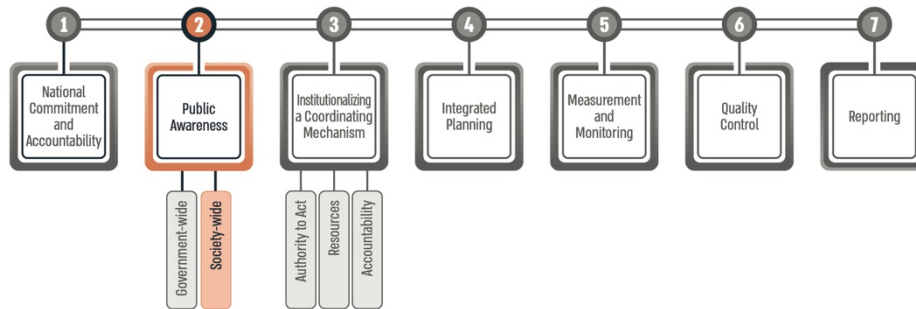 1
2
3
4
5
6
7
National
Commitment
and
Accountability
Public
Awareness
Institutionalizing
a Coordinating
Mechanism
Integrated
Planning
Measurement
and
Monitoring
Quality
Control
Reporting
Government-wide
Society-wide
Authority to Act
Resources
Accountability